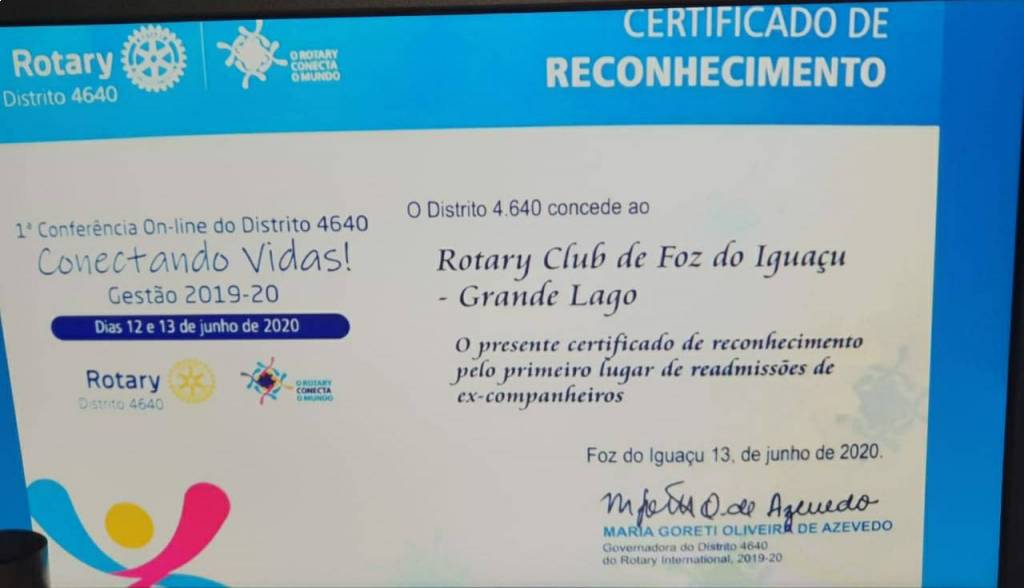 Rotary
Distrito 4640
O ROTARY
CONECTA
O MUNDO
CERTIFICADO DE
RECONHECIMENTO
1ª Conferência On-line do Distrito 4640
Conectando Vidas!
Gestão 2019-20
Dias 12 e 13 de junho de 2020
Rotary
Distrito 4640
O ROTARY
CONECTA
O MUNDO
O Distrito 4.640 concede ao
Rotary Club de Foz do Iguaçu
- Grande Lago
O presente certificado de reconhecimento
pelo primeiro lugar de readmissões de
ex-companheiros
Foz do Iguaçu 13, de junho de 2020.
MARIA GORETI OLIVEIRA DE AZEVEDO
Governadora do Distrito 4640
do Rotary International, 2019-20